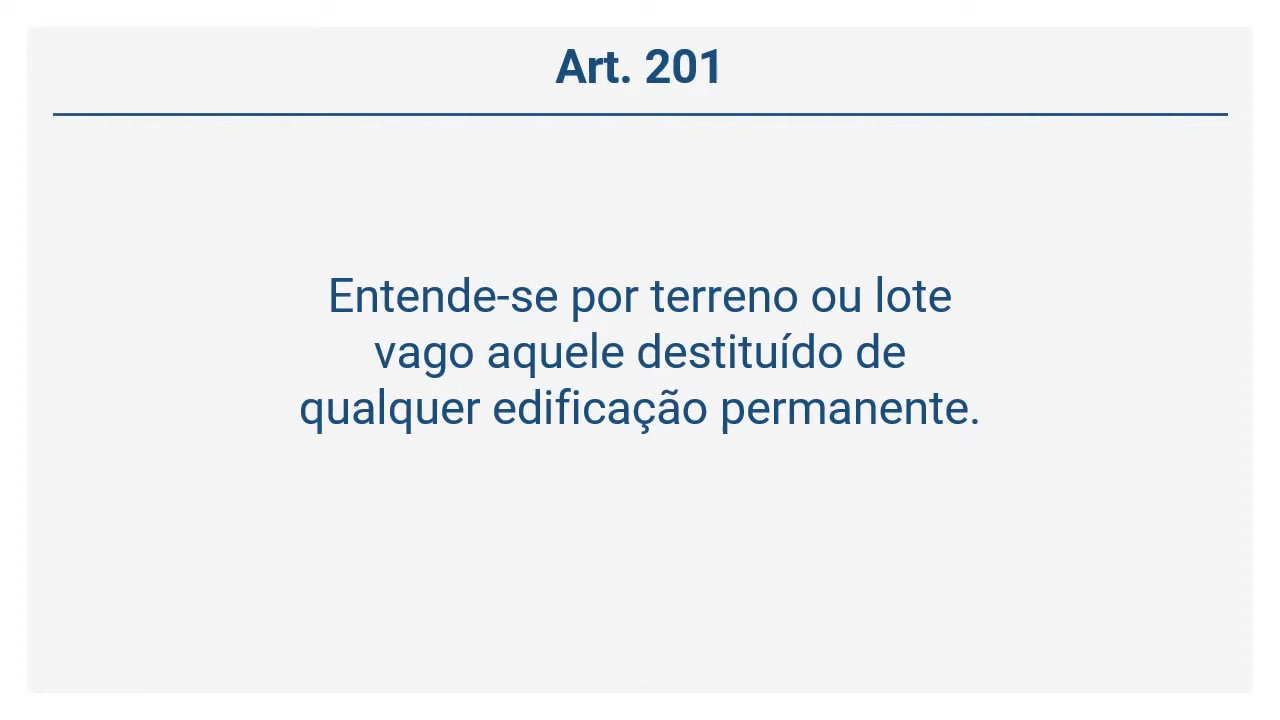 Art. 201
Entende-se por terreno ou lote
vago aquele destituído de
qualquer edificação permanente.